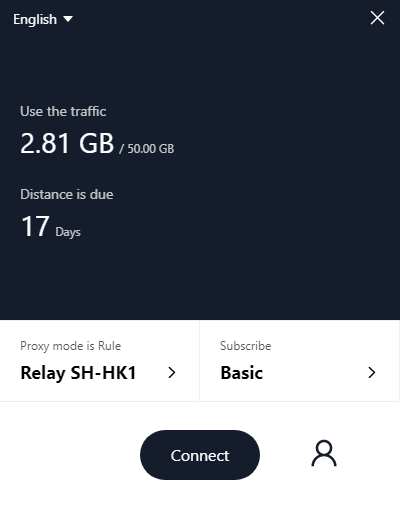 English
Use the traffic
2.81 GB / 50.00 GB
Distance is due
17 Days
Proxy mode is Rule
Relay SH-HK1
Subscribe
Basic
Connect